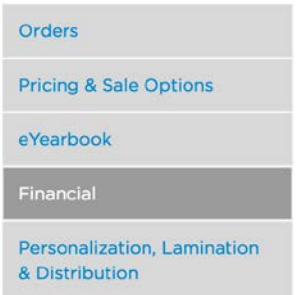 Orders
Pricing & Sale Options
eYearbook
Financial
Personalization, Lamination
& Distribution